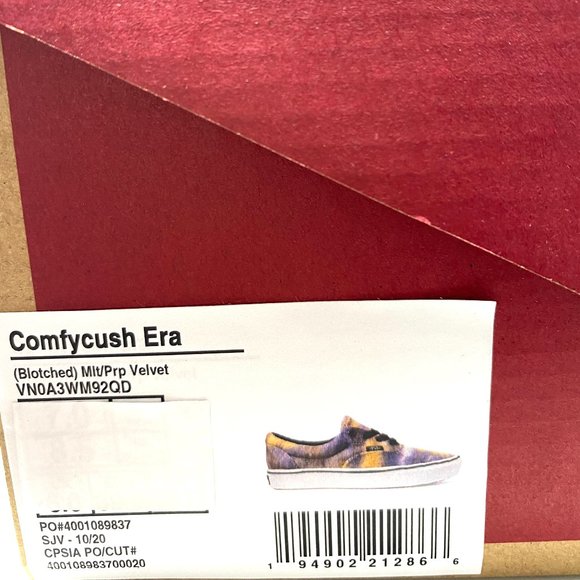 Comfycush Era
(Blotched) Mlt/Prp Velvet
VN0A3WM92QD
PO#4001089837
SJV - 10/20
CPSIA PO/CUT#
400108983700020
1 94902 21286 6